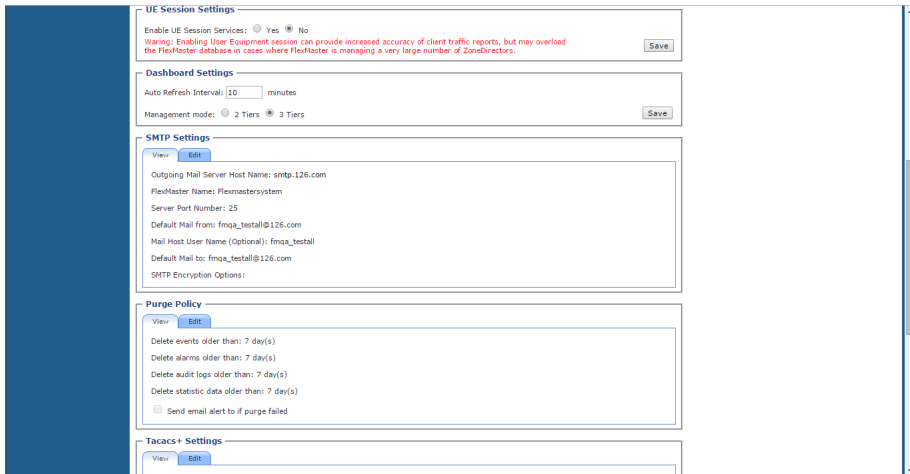 UE Session Settings
Enable UE Session Services: Yes No
Waring: Enabling User Equipment session can provide increased accuracy of client traffic reports, but may overload
the FlexMaster database in cases where FlexMaster is managing a very large number of ZoneDirectors.
Save
Dashboard Settings
Auto Refresh Interval: 10 minutes
Management mode: 2 Tiers 3 Tiers
Save
SMTP Settings
View Edit
Outgoing Mail Server Host Name: smtp.126.com
FlexMaster Name: Flexmastersystem
Server Port Number: 25
Default Mail from: fmqa_testall@126.com
Mail Host User Name (Optional): fmqa_testall
Default Mail to: fmqa_testall@126.com
SMTP Encryption Options:
Purge Policy
View Edit
Delete events older than: 7 day(s)
Delete alarms older than: 7 day(s)
Delete audit logs older than: 7 day(s)
Delete statistic data older than: 7 day(s)
Send email alert to if purge failed
Tacacs+ Settings
View Edit